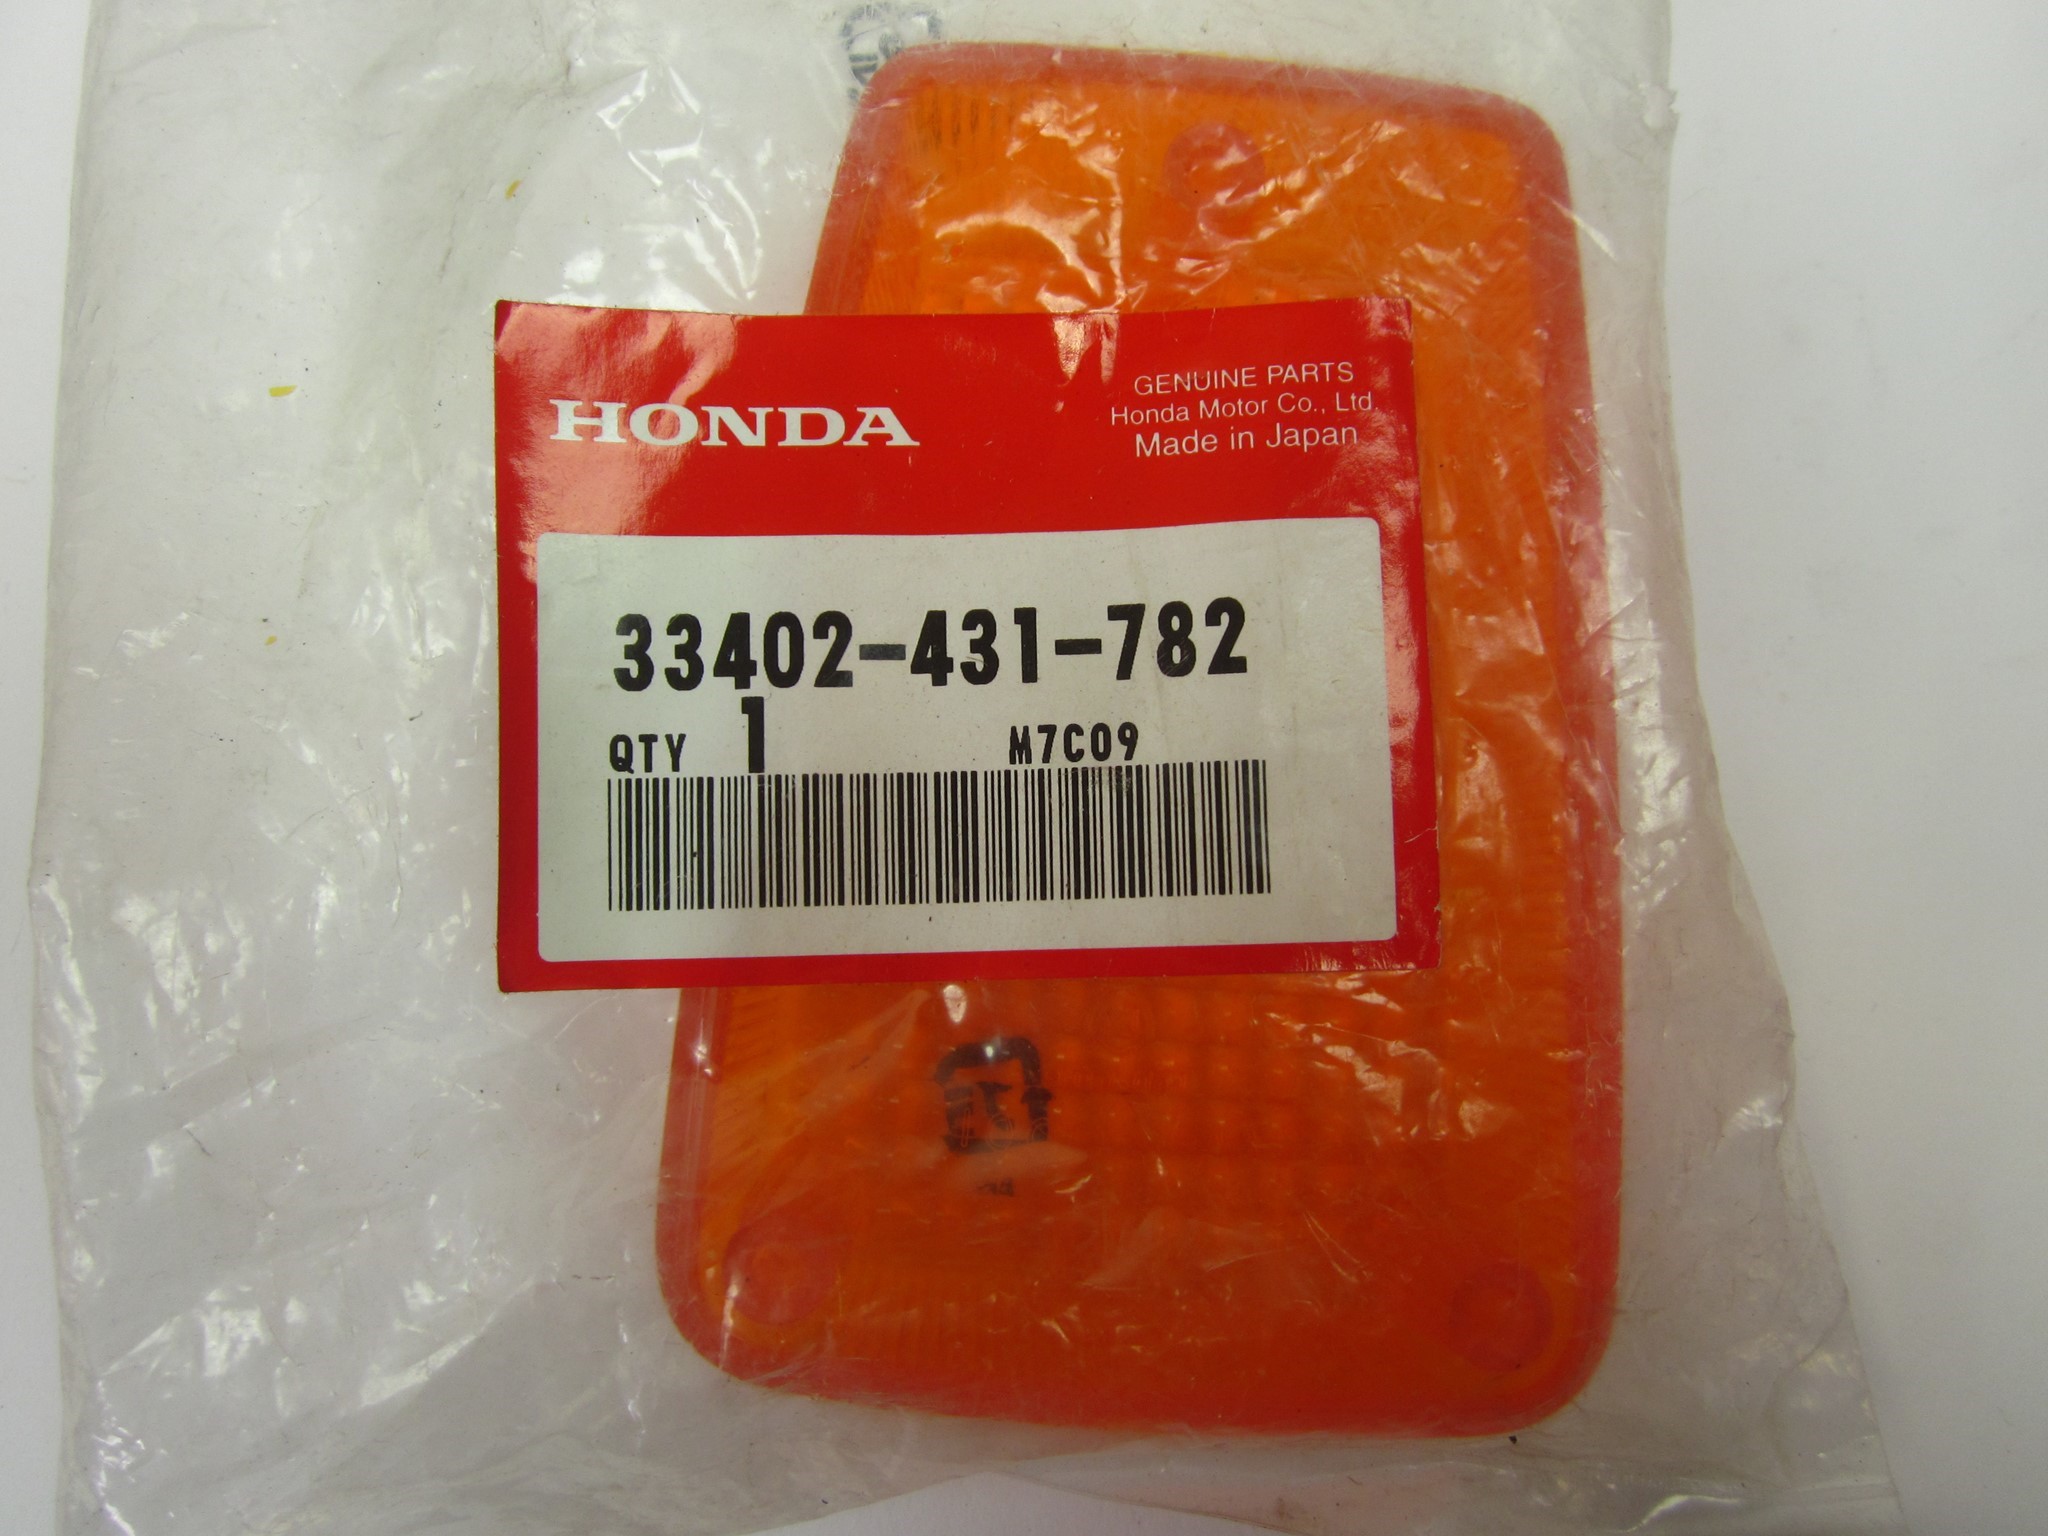 HONDA
GENUINE PARTS
Honda Motor Co., Ltd.
Made in Japan
33402-431-782
QTY 1 M7C09